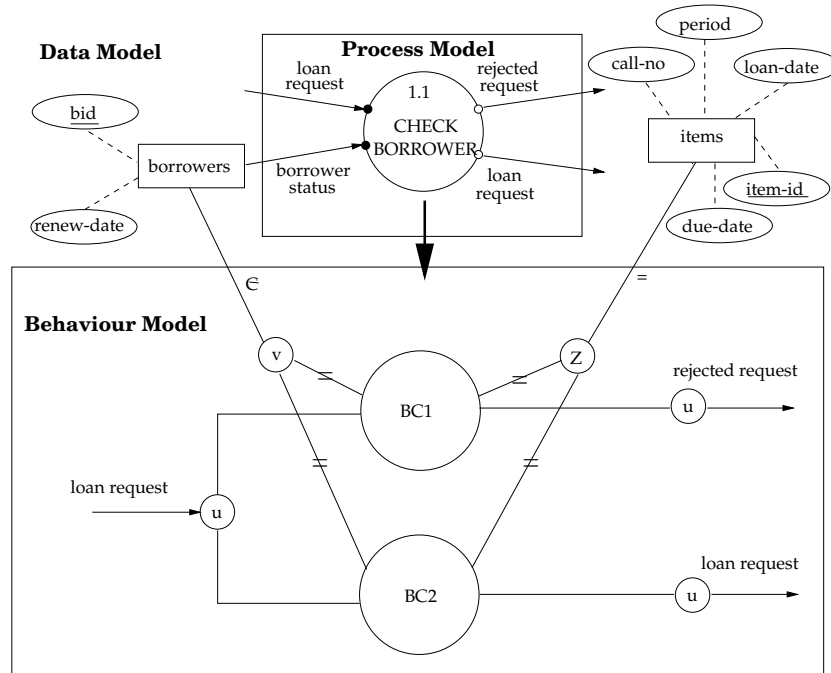 Data Model
Process Model
period
call-no
loan-date
loan
request
rejected
request
1.1
CHECK
BORROWER
bid
borrowers
items
borrower
status
loan
request
item-id
renew-date
due-date
∈
=
Behaviour Model
v
Z
=
=
rejected request
BC1
u
=
=
loan request
u
loan request
BC2
u